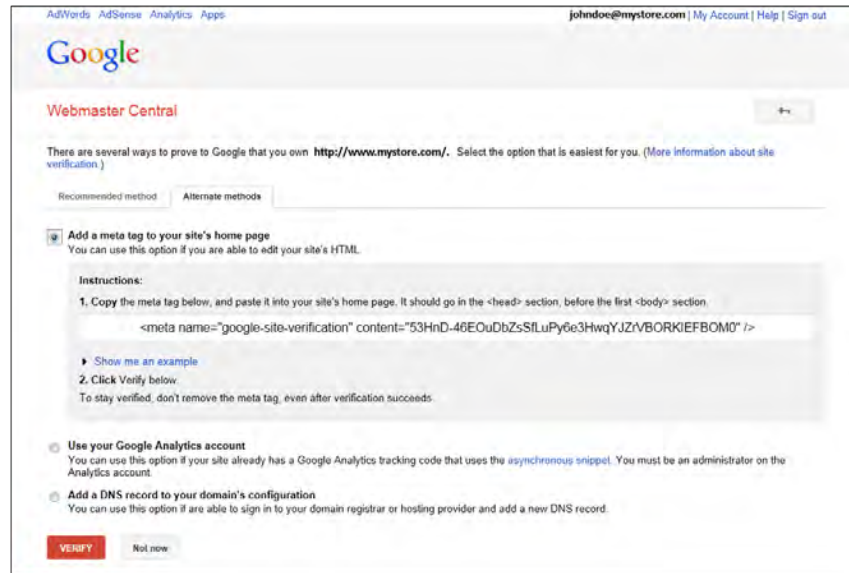 AdWords AdSense Analytics Apps
johndoe@mystore.com | My Account | Help | Sign out
Google
Webmaster Central
There are several ways to prove to Google that you own http://www.mystore.com/. Select the option that is easiest for you. (More information about site
verification.)
Recommended method
Alternate methods
Add a meta tag to your site's home page
You can use this option if you are able to edit your site's HTML.
Instructions:
1. Copy the meta tag below, and paste it into your site's home page. It should go in the <head> section, before the first <body> section.
<meta name="google-site-verification" content="53HnD-46EOuDbZsSfLuPy6e3HwqYJZrVBORKIEFBOM0" />
Show me an example
2. Click Verify below.
To stay verified, don't remove the meta tag, even after verification succeeds.
Use your Google Analytics account
You can use this option if your site already has a Google Analytics tracking code that uses the asynchronous snippet. You must be an administrator on the
Analytics account.
Add a DNS record to your domain's configuration
You can use this option if are able to sign in to your domain registrar or hosting provider and add a new DNS record.
VERIFY
Not now